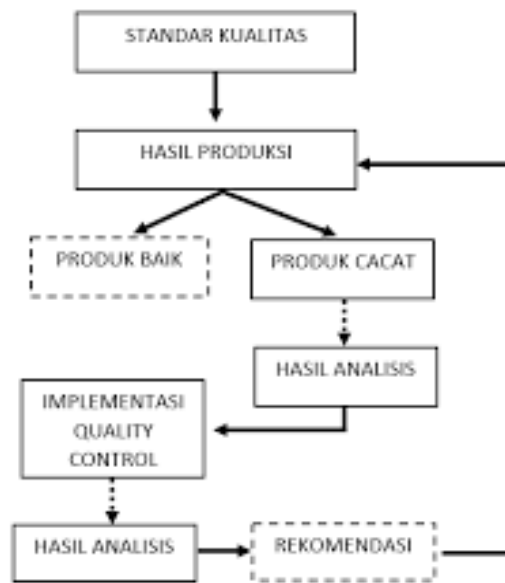 STANDAR KUALITAS
HASIL PRODUKSI
PRODUK BAIK
PRODUK CACAT
HASIL ANALISIS
IMPLEMENTASI
QUALITY
CONTROL
HASIL ANALISIS
REKOMENDASI